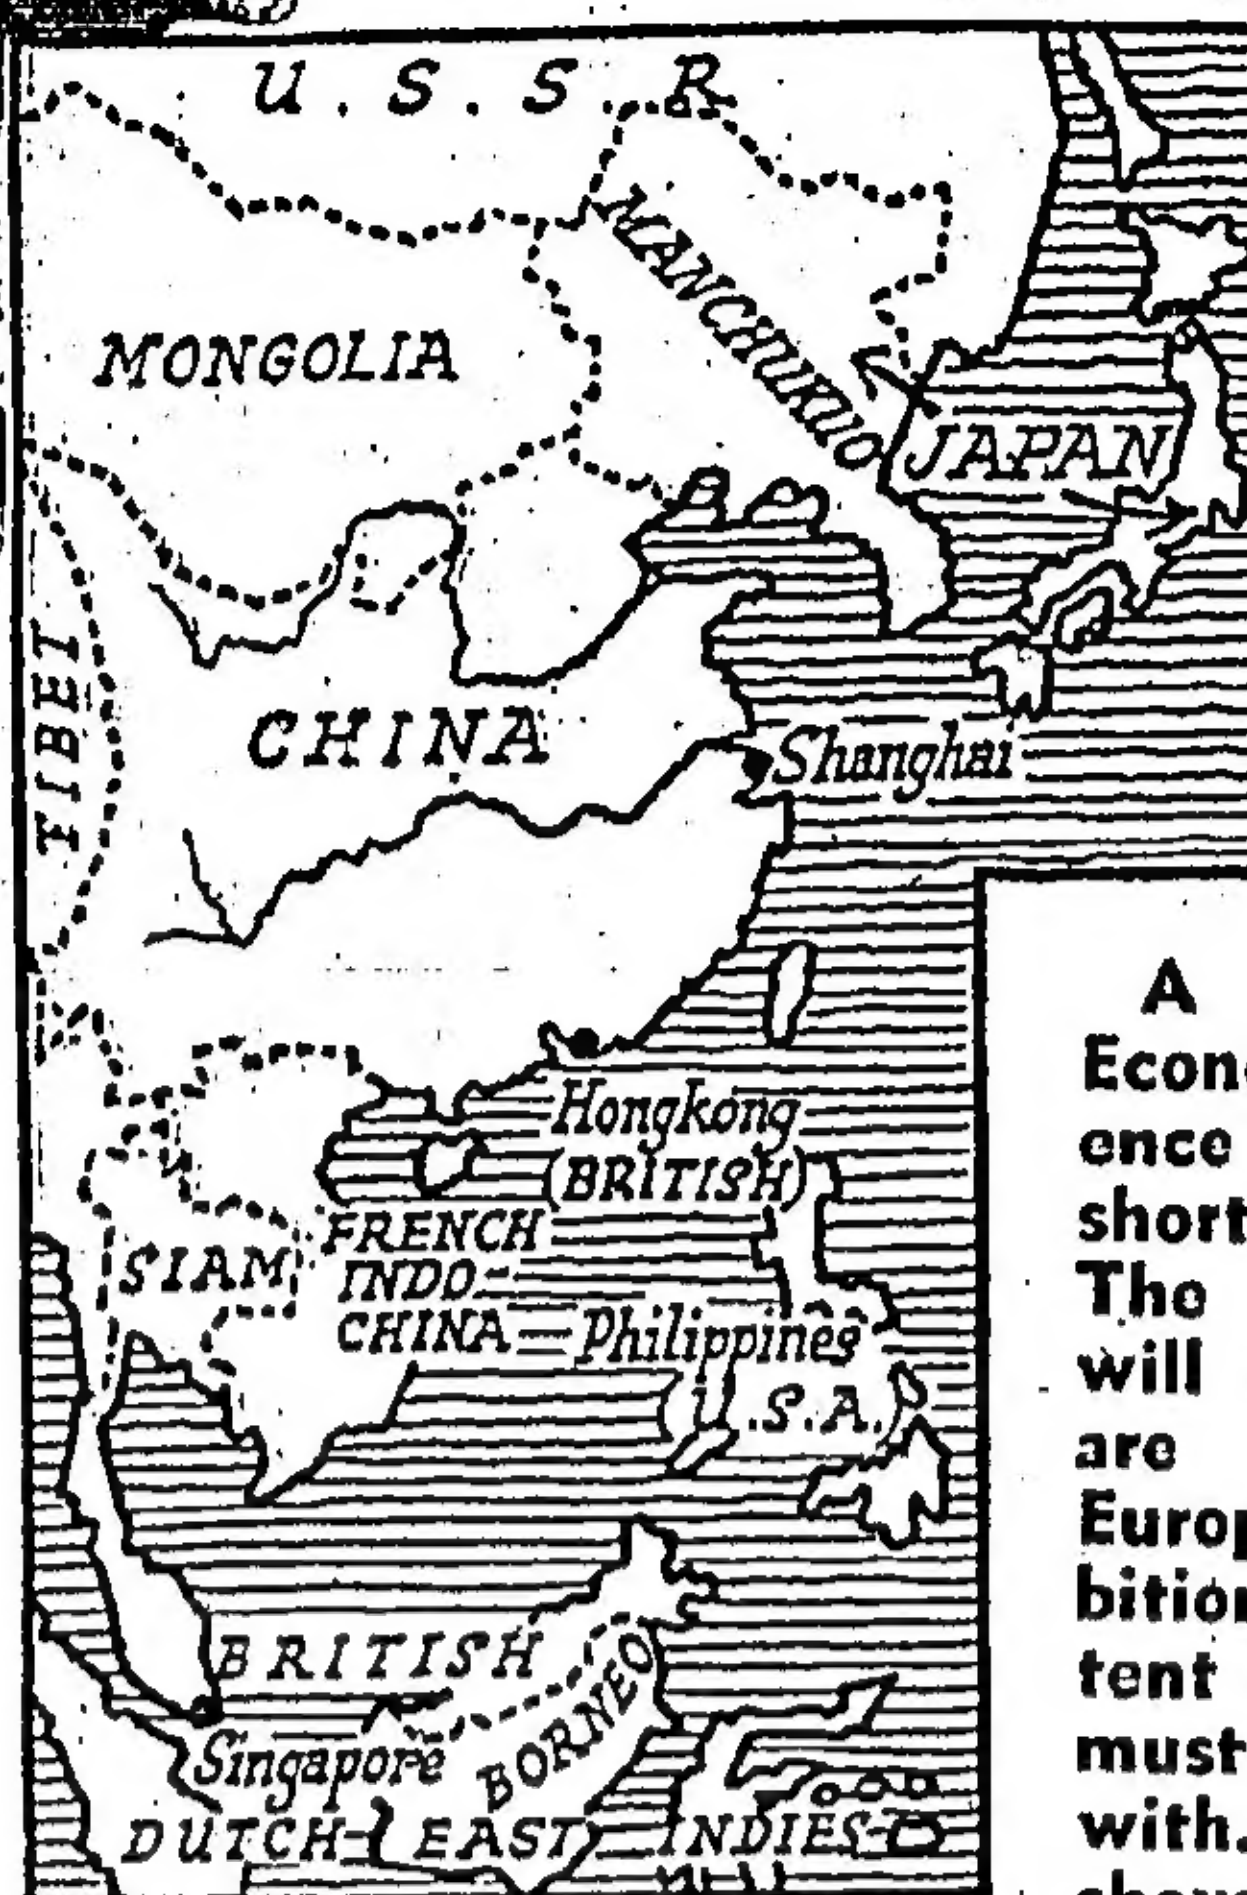 U.S.S.R.
MANCHUKUO
MONGOLIA
JAPAN
TIBET
CHINA
Shanghai
Hongkong
(BRITISH)
FRENCH
INDO-
CHINA
SIAM
Philippines
U.S.A.
BRITISH
BORNEO
Singapore
DUTCH EAST INDIES
A
Econ
ence
short
The
will
are
Europ
bition
tent
must
with.